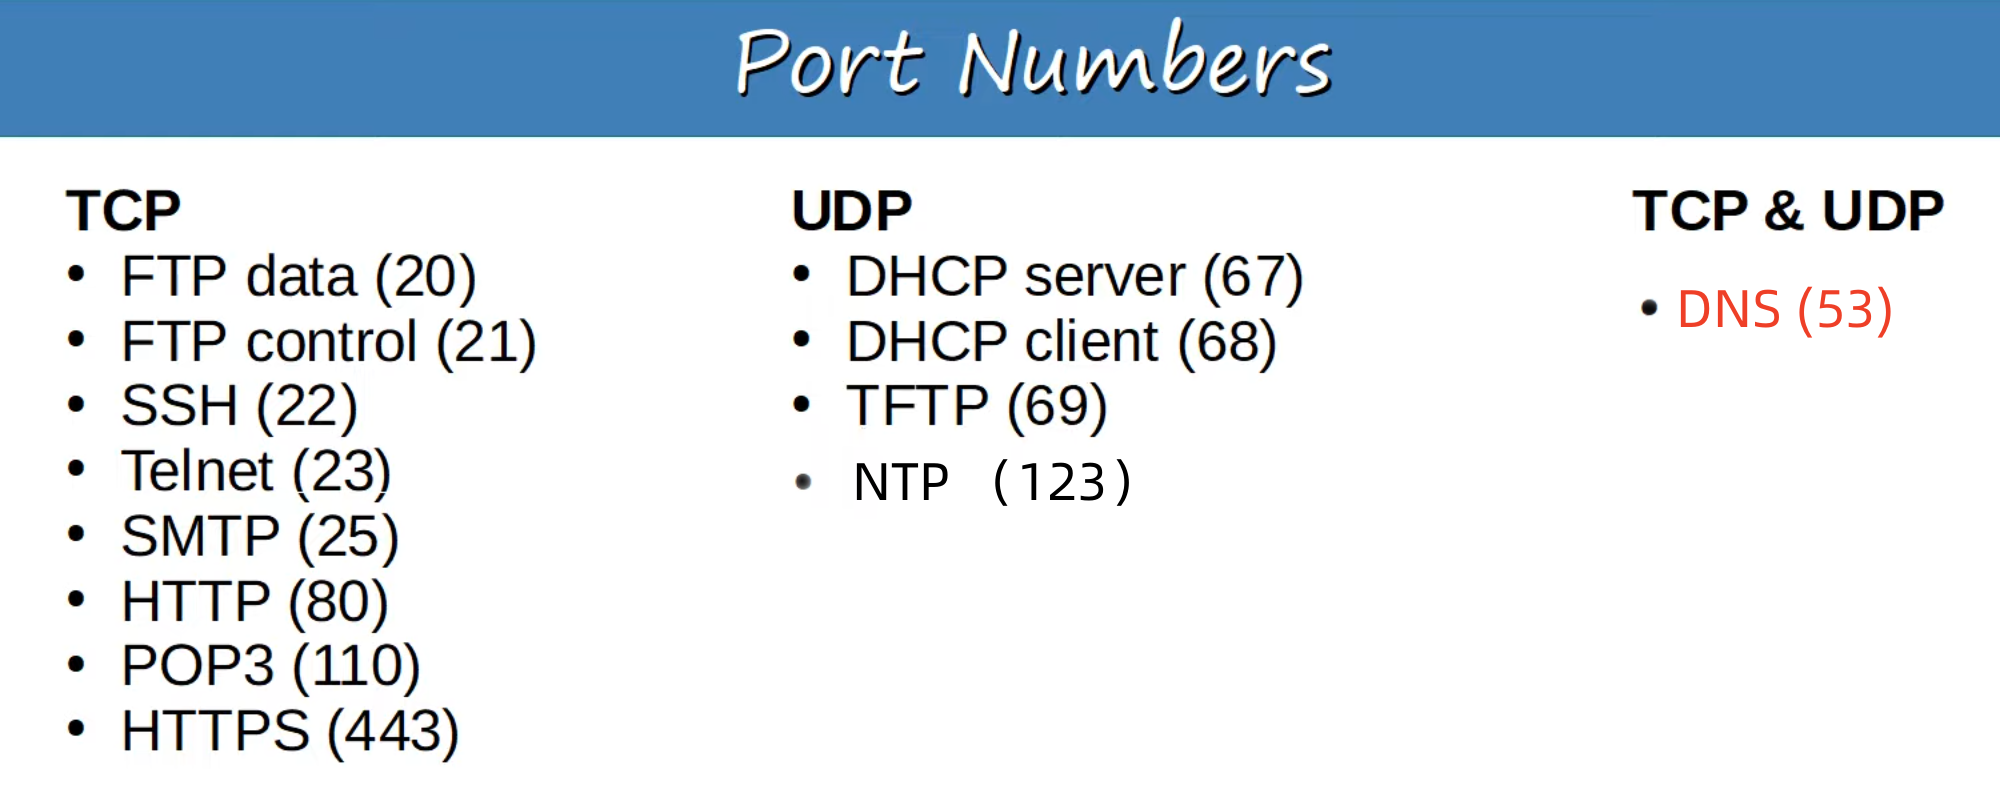 Port Numbers
TCP
• FTP data (20)
• FTP control (21)
• SSH (22)
• Telnet (23)
• SMTP (25)
• HTTP (80)
• POP3 (110)
• HTTPS (443)
UDP
• DHCP server (67)
• DHCP client (68)
• TFTP (69)
• NTP (123)
TCP & UDP
• DNS (53)